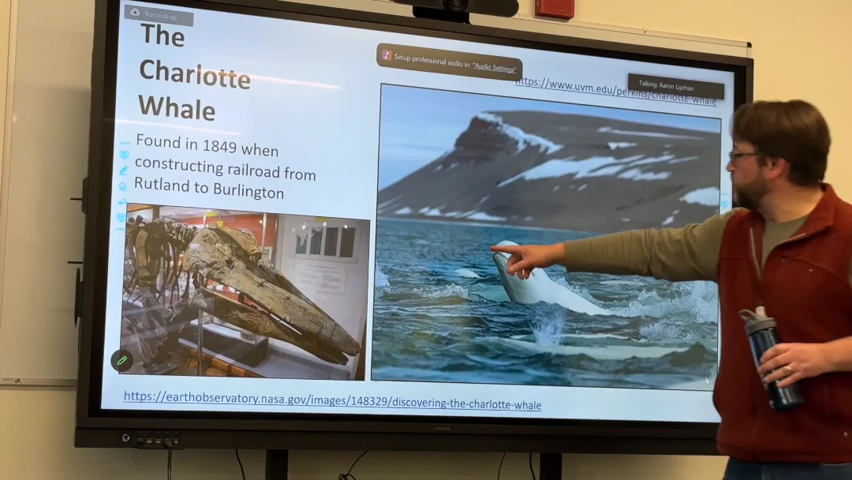 Recording
The
Charlotte
Whale
Setup professional audio in "Audio Settings"
Talking: Aaron Lipman
https://www.uvm.edu/perkins/charlotte-whale
Found in 1849 when
constructing railroad from
Rutland to Burlington
https://earthobservatory.nasa.gov/images/148329/discovering-the-charlotte-whale